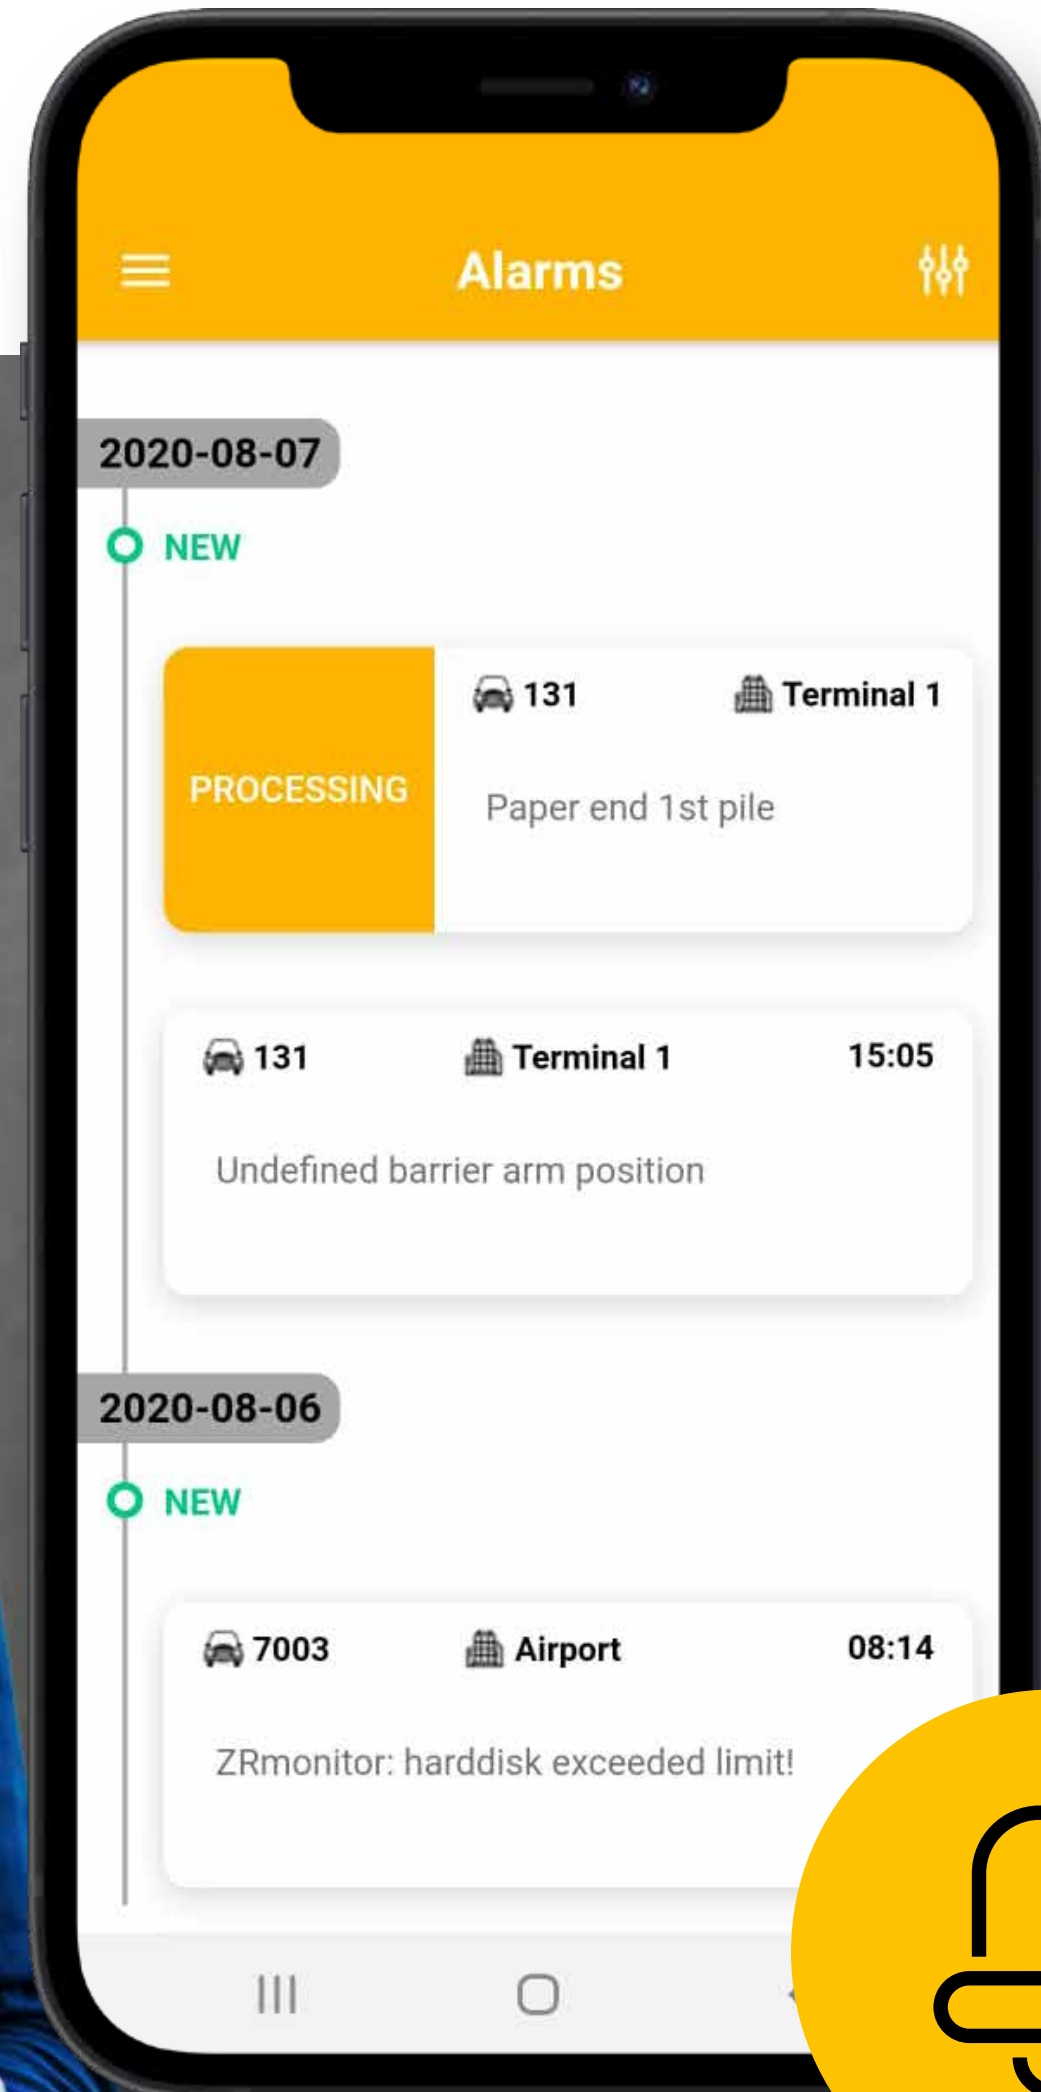 Alarms
2020-08-07
NEW
131 Terminal 1
PROCESSING
Paper end 1st pile
131 Terminal 1 15:05
Undefined barrier arm position
2020-08-06
NEW
7003 Airport 08:14
ZRmonitor: harddisk exceeded limit!